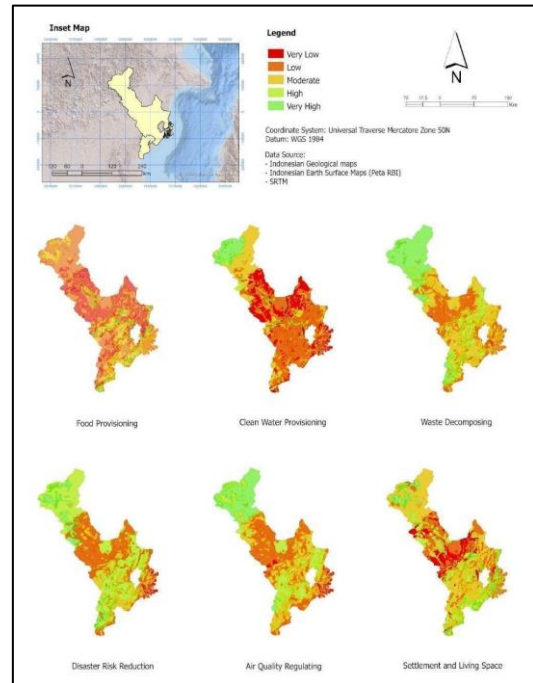 Inset Map
N
Legend
Very Low
Low
Moderate
High
Very High
N
Km
Coordinate System: Universal Traverse Mercatore Zone 50N
Datum: WGS 1984
Data Source:
- Indonesian Geological maps
- Indonesian Earth Surface Maps (Peta RBI)
- SRTM
Food Provisioning
Clean Water Provisioning
Waste Decomposing
Disaster Risk Reduction
Air Quality Regulating
Settlement and Living Space